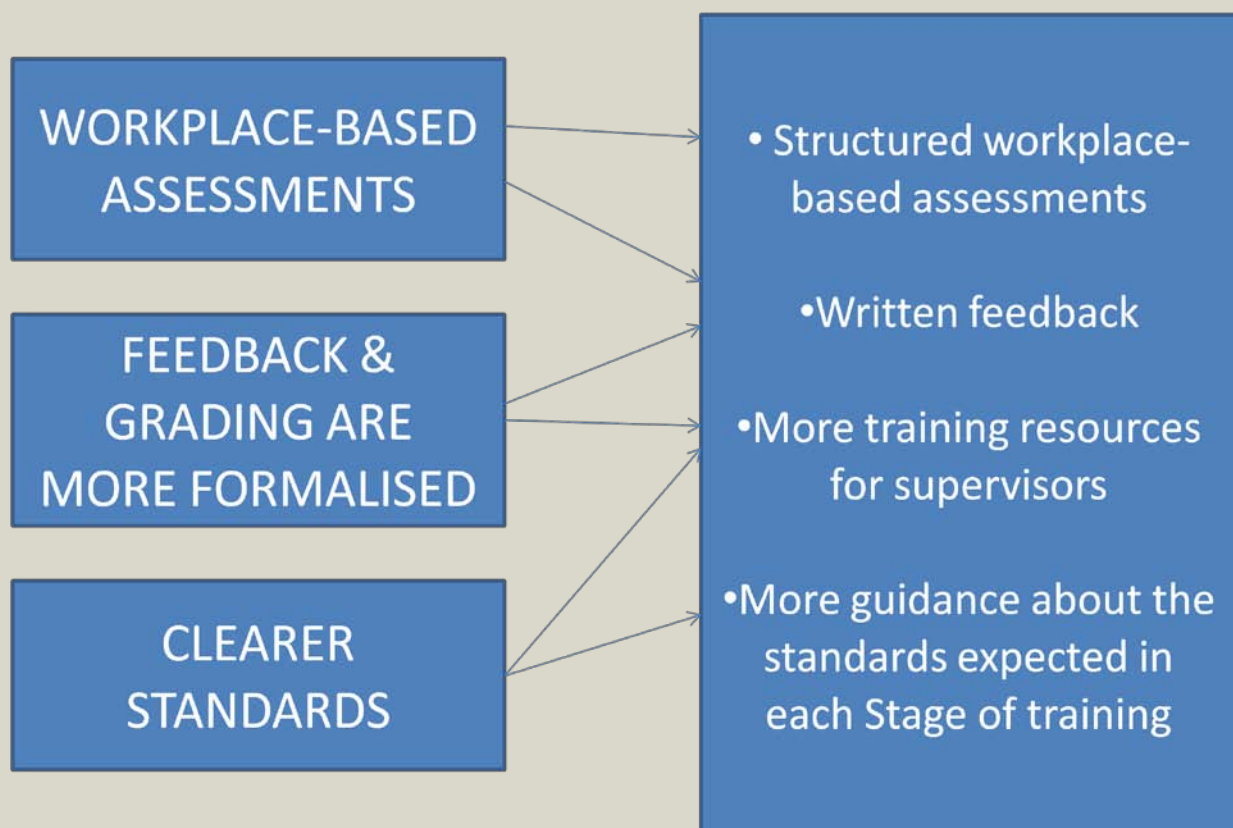 WORKPLACE-BASED
ASSESSMENTS
FEEDBACK &
GRADING ARE
MORE FORMALISED
CLEARER
STANDARDS
• Structured workplace-
based assessments
•Written feedback
•More training resources
for supervisors
•More guidance about the
standards expected in
each Stage of training